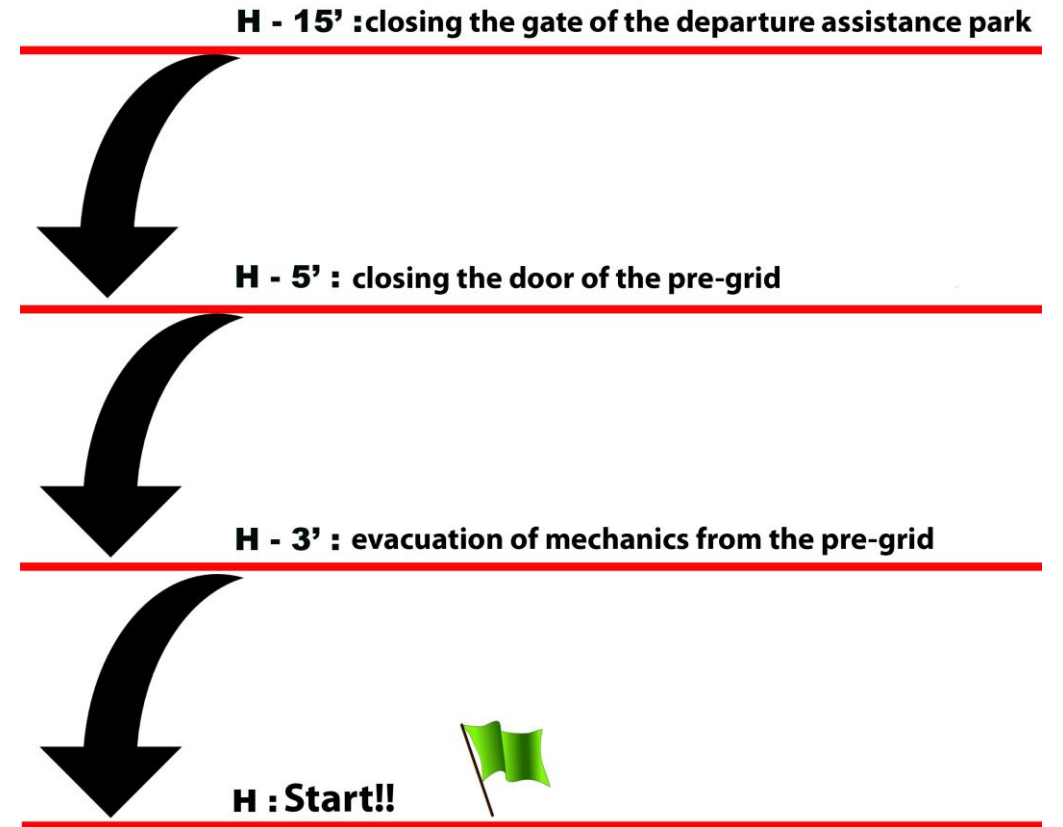 H - 15’ :closing the gate of the departure assistance park
H - 5’ : closing the door of the pre-grid
H - 3’ : evacuation of mechanics from the pre-grid
H : Start!!